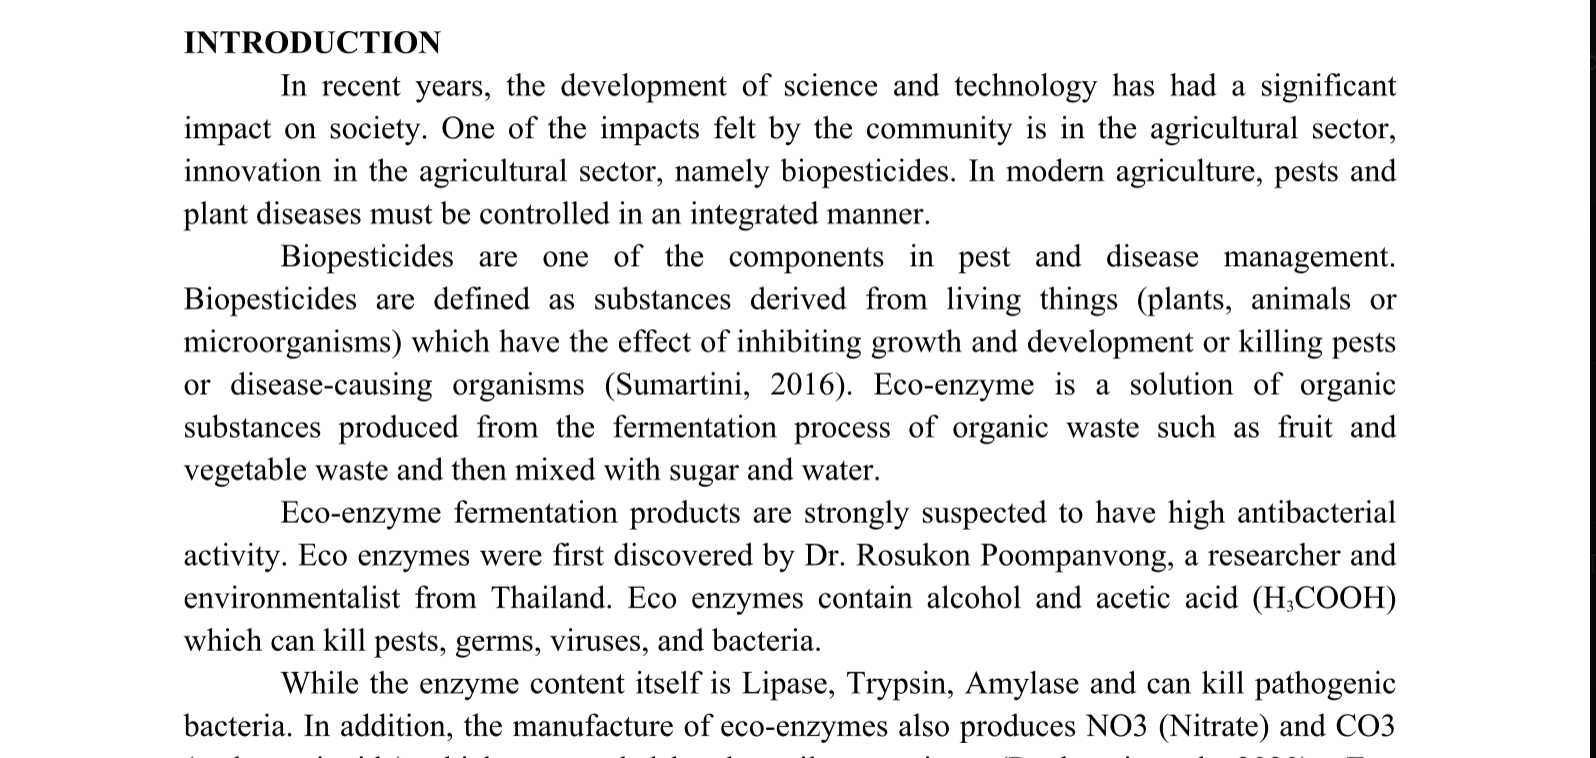 INTRODUCTION
In recent years, the development of science and technology has had a significant
impact on society. One of the impacts felt by the community is in the agricultural sector,
innovation in the agricultural sector, namely biopesticides. In modern agriculture, pests and
plant diseases must be controlled in an integrated manner.
Biopesticides are one of the components in pest and disease management.
Biopesticides are defined as substances derived from living things (plants, animals or
microorganisms) which have the effect of inhibiting growth and development or killing pests
or disease-causing organisms (Sumartini, 2016). Eco-enzyme is a solution of organic
substances produced from the fermentation process of organic waste such as fruit and
vegetable waste and then mixed with sugar and water.
Eco-enzyme fermentation products are strongly suspected to have high antibacterial
activity. Eco enzymes were first discovered by Dr. Rosukon Poompanvong, a researcher and
environmentalist from Thailand. Eco enzymes contain alcohol and acetic acid (H₃COOH)
which can kill pests, germs, viruses, and bacteria.
While the enzyme content itself is Lipase, Trypsin, Amylase and can kill pathogenic
bacteria. In addition, the manufacture of eco-enzymes also produces NO3 (Nitrate) and CO3